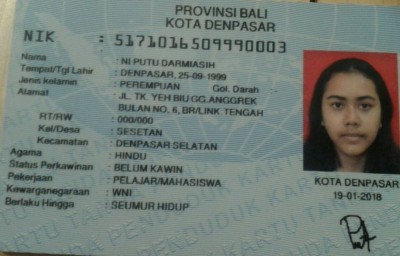 PROVINSI BALI
KOTA DENPASAR
NIK : 5171016509990003
Nama : NI PUTU DARMIASIH
Tempat/Tgl Lahir : DENPASAR, 25-09-1999
Jenis kelamin : PEREMPUAN Gol. Darah
Alamat : JL. TK. YEH BIU GG.ANGGREK
BULAN NO. 6, BR/LINK TENGAH
RT/RW : 000/000
Kel/Desa : SESETAN
Kecamatan : DENPASAR SELATAN
Agama : HINDU
Status Perkawinan : BELUM KAWIN
Pekerjaan : PELAJAR/MAHASISWA
Kewarganegaraan : WNI
Berlaku Hingga : SEUMUR HIDUP
KOTA DENPASAR
19-01-2018